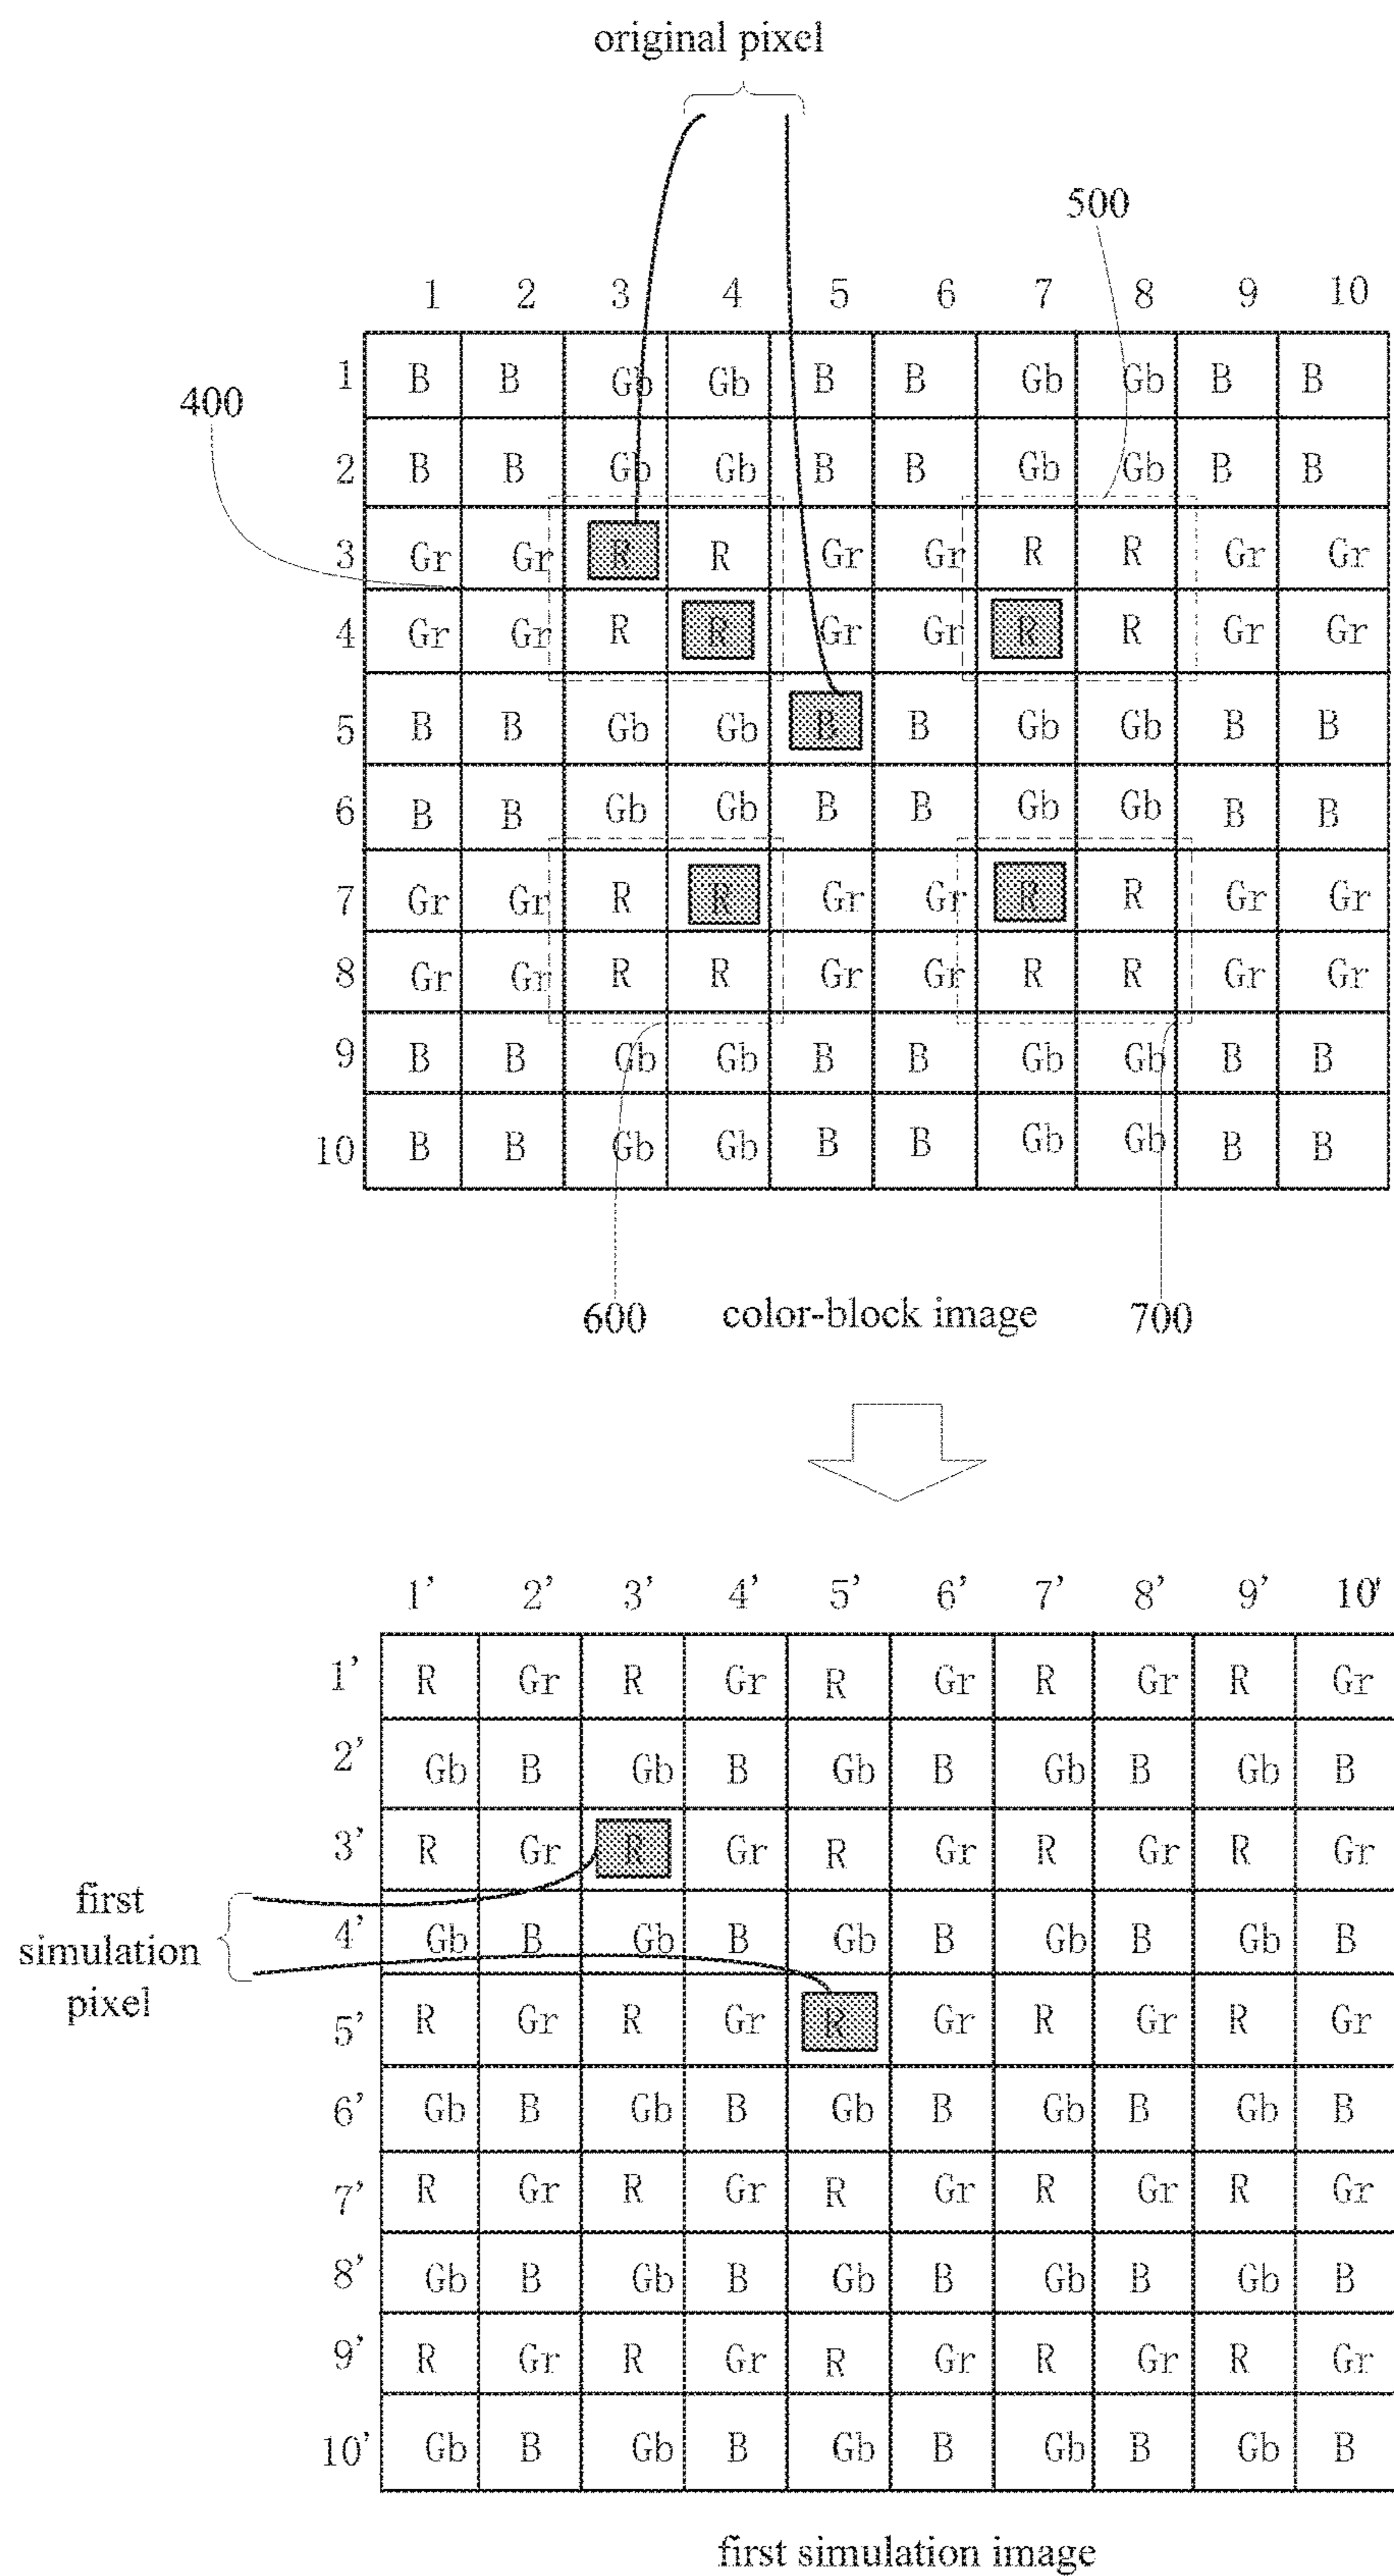 original pixel
500
1 2 3 4 5 6 7 8 9 10
400
1 B B Gb Gb B B Gb Gb B B
2 B B Gb Gb B B Gb Gb B B
3 Gr Gr R R Gr Gr R R Gr Gr
4 Gr Gr R R Gr Gr R R Gr Gr
5 B B Gb Gb B B Gb Gb B B
6 B B Gb Gb B B Gb Gb B B
7 Gr Gr R R Gr Gr R R Gr Gr
8 Gr Gr R R Gr Gr R R Gr Gr
9 B B Gb Gb B B Gb Gb B B
10 B B Gb Gb B B Gb Gb B B
600 color-block image 700
1' 2' 3' 4' 5' 6' 7' 8' 9' 10'
1' R Gr R Gr R Gr R Gr R Gr
2' Gb B Gb B Gb B Gb B Gb B
3' R Gr R Gr R Gr R Gr R Gr
first
simulation
pixel
4' Gb B Gb B Gb B Gb B Gb B
5' R Gr R Gr R Gr R Gr R Gr
6' Gb B Gb B Gb B Gb B Gb B
7' R Gr R Gr R Gr R Gr R Gr
8' Gb B Gb B Gb B Gb B Gb B
9' R Gr R Gr R Gr R Gr R Gr
10' Gb B Gb B Gb B Gb B Gb B
first simulation image